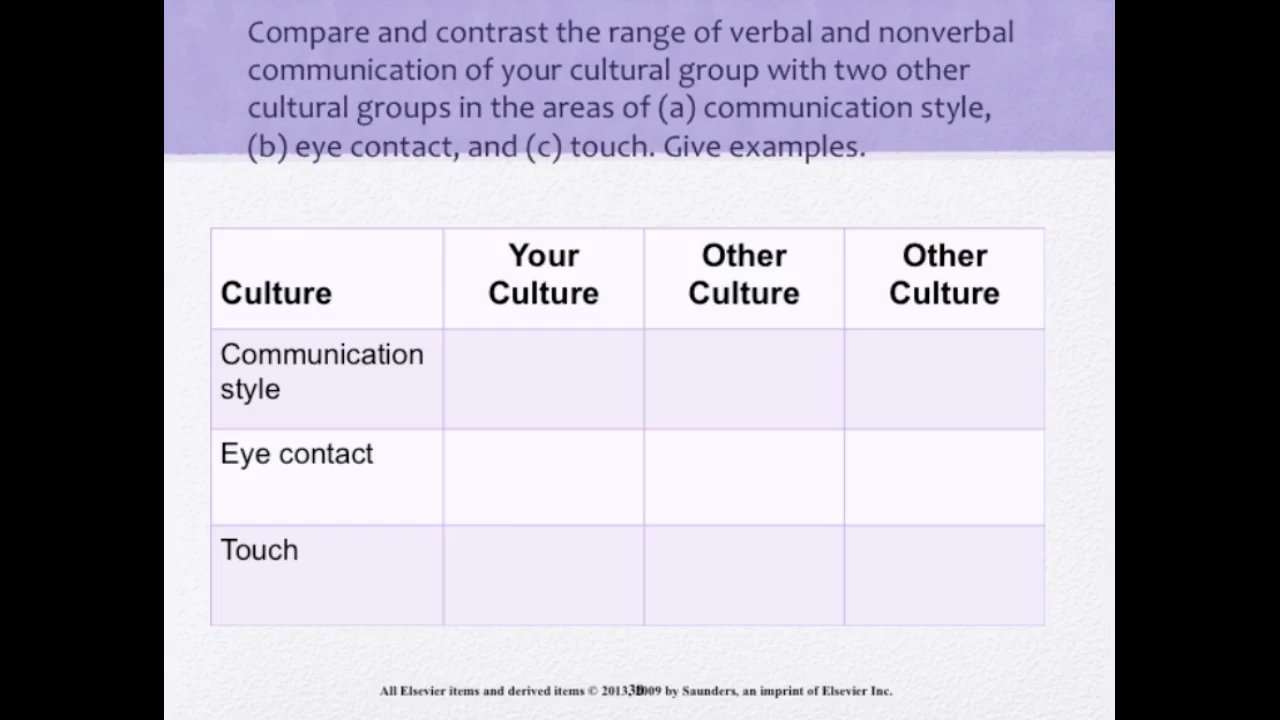 Compare and contrast the range of verbal and nonverbal
communication of your cultural group with two other
cultural groups in the areas of (a) communication style,
(b) eye contact, and (c) touch. Give examples.
Culture Your Culture Other Culture Other Culture
Communication
style
Eye contact
Touch
All Elsevier items and derived items © 2013, 2009 by Saunders, an imprint of Elsevier Inc.